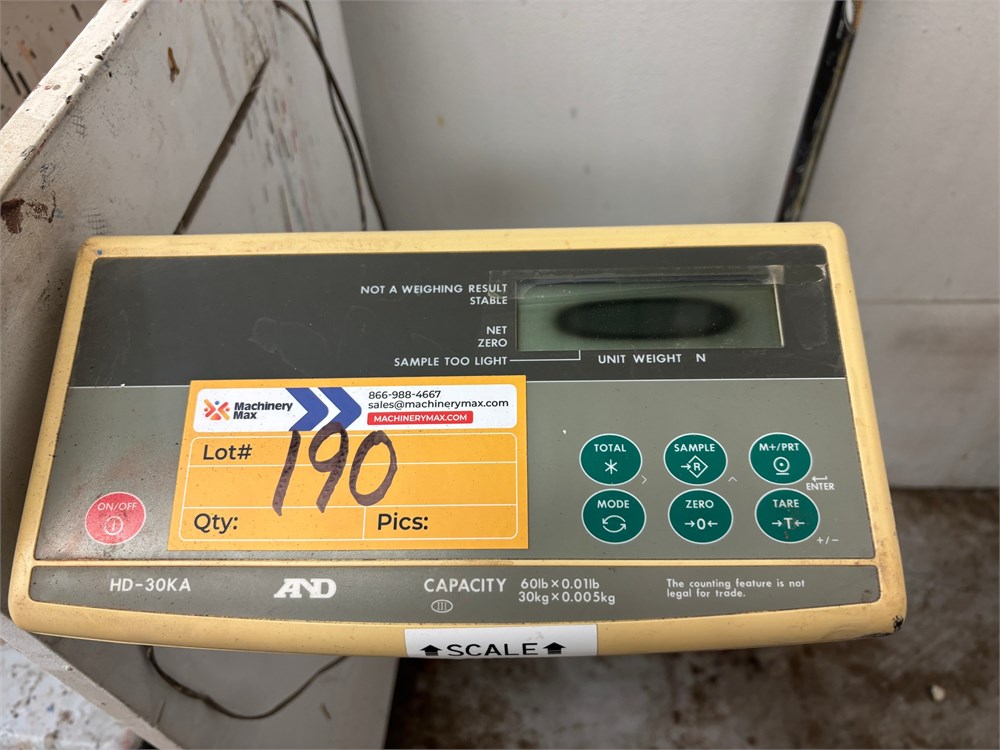 NOT A WEIGHING RESULT
STABLE
NET
ZERO
SAMPLE TOO LIGHT
UNIT WEIGHT N
Machinery
Max
866-988-4667
sales@machinerymax.com
MACHINERYMAX.COM
Lot# 190
Qty:
Pics:
ON/OFF
TOTAL
SAMPLE
R
M+/PRT
ENTER
MODE
ZERO
→0←
TARE
→T←
+/−
HD-30KA
AND
CAPACITY
III
60lb×0.01lb
30kg×0.005kg
The counting feature is not
legal for trade.
↑SCALE↑